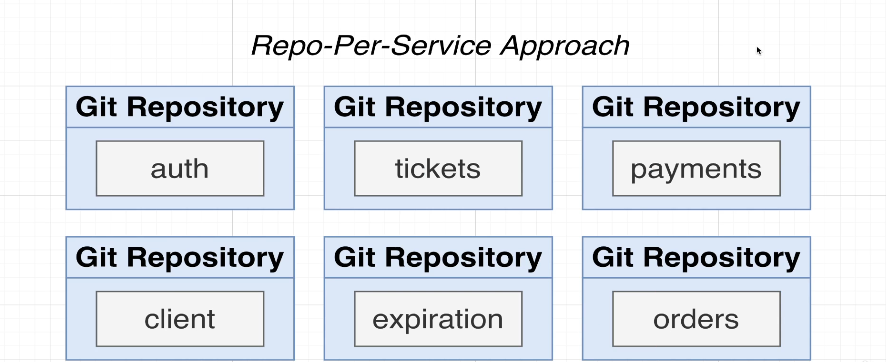 Repo-Per-Service Approach
Git Repository
auth
Git Repository
tickets
Git Repository
payments
Git Repository
client
Git Repository
expiration
Git Repository
orders